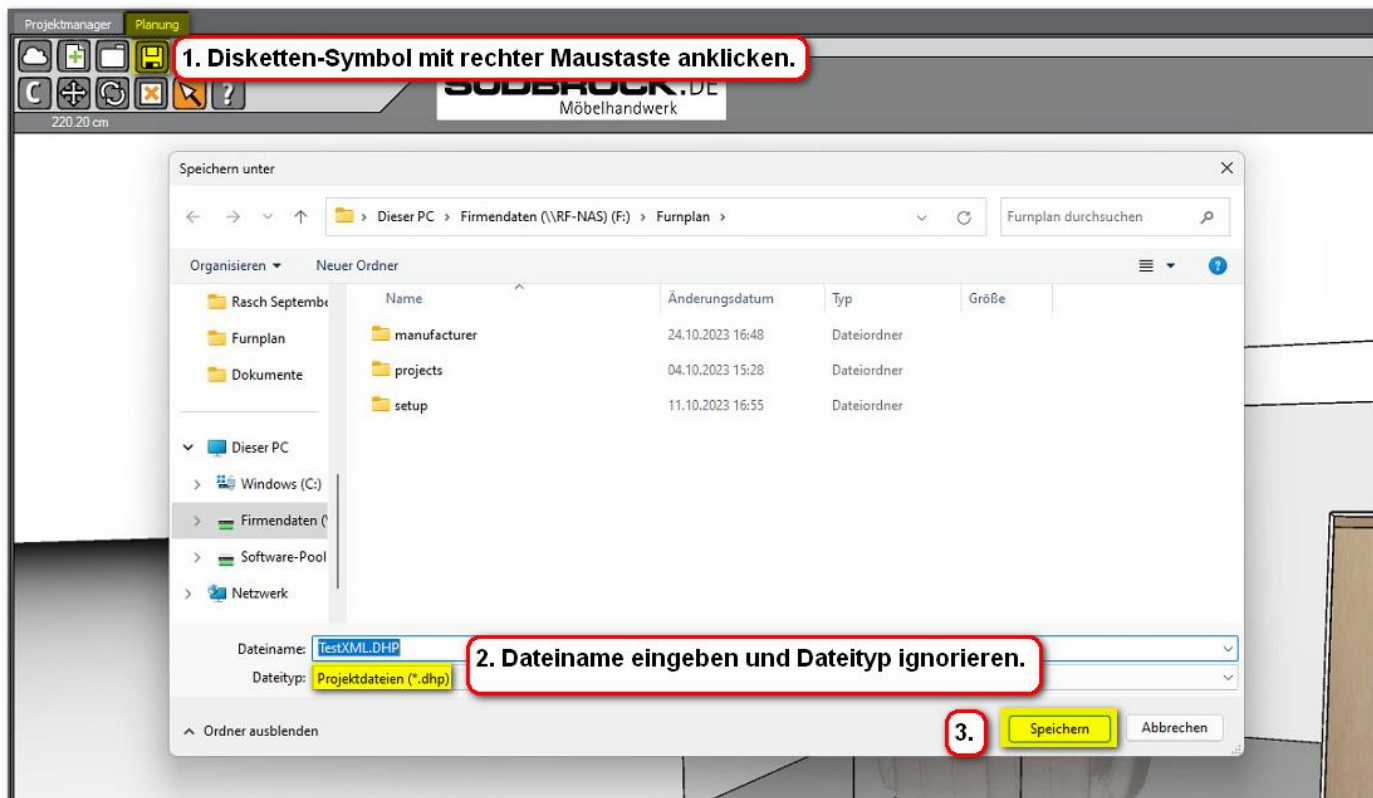 Projektmanager
Planung
1. Disketten-Symbol mit rechter Maustaste anklicken.
C
?
SÜDBROCK.DE
Möbelhandwerk
220.20 cm
Speichern unter
Dieser PC > Firmendaten (\\RF-NAS) (F:) > Furnplan >
Furnplan durchsuchen
Organisieren
Neuer Ordner
?
Rasch Septembe
Furnplan
Dokumente
Dieser PC
Windows (C:)
Firmendaten (\
Software-Pool
Netzwerk
Name Änderungsdatum Typ Größe
manufacturer 24.10.2023 16:48 Dateiordner
projects 04.10.2023 15:28 Dateiordner
setup 11.10.2023 16:55 Dateiordner
Dateiname: TestXML.DHP
2. Dateiname eingeben und Dateityp ignorieren.
Dateityp: Projektdateien (*.dhp)
Ordner ausblenden
3.
Speichern
Abbrechen